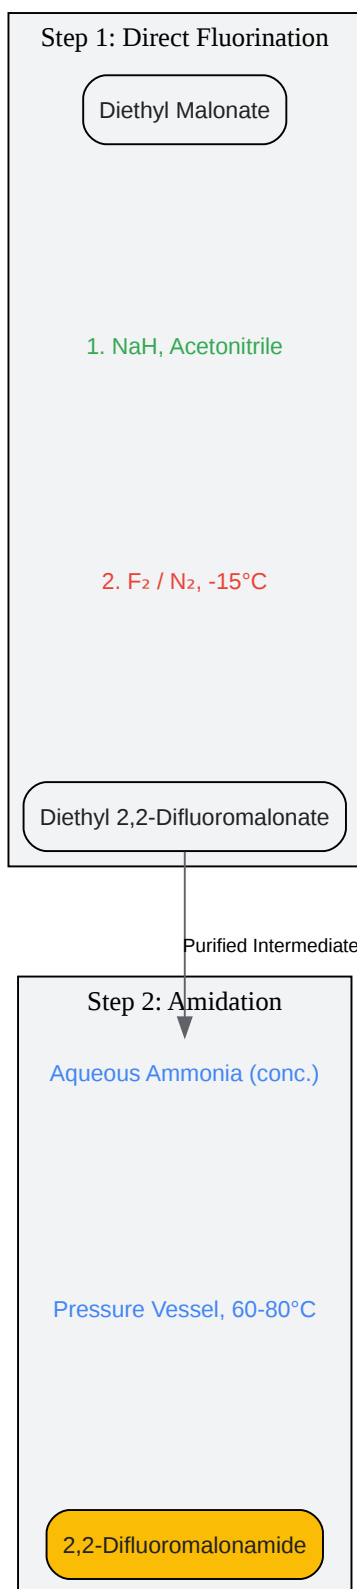 Step 1: Direct Fluorination
Diethyl Malonate
1. NaH, Acetonitrile
2. F₂ / N₂, -15°C
Diethyl 2,2-Difluoromalonate
Purified Intermediate
Step 2: Amidation
Aqueous Ammonia (conc.)
Pressure Vessel, 60-80°C
2,2-Difluoromalonamide